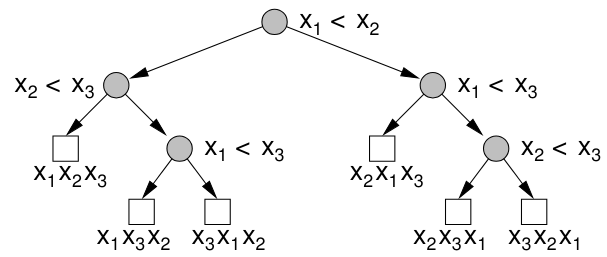 x₁ < x₂
x₂ < x₃
x₁ < x₃
x₁x₂x₃
x₁ < x₃
x₂x₁x₃
x₂ < x₃
x₁x₃x₂
x₃x₁x₂
x₂x₃x₁
x₃x₂x₁